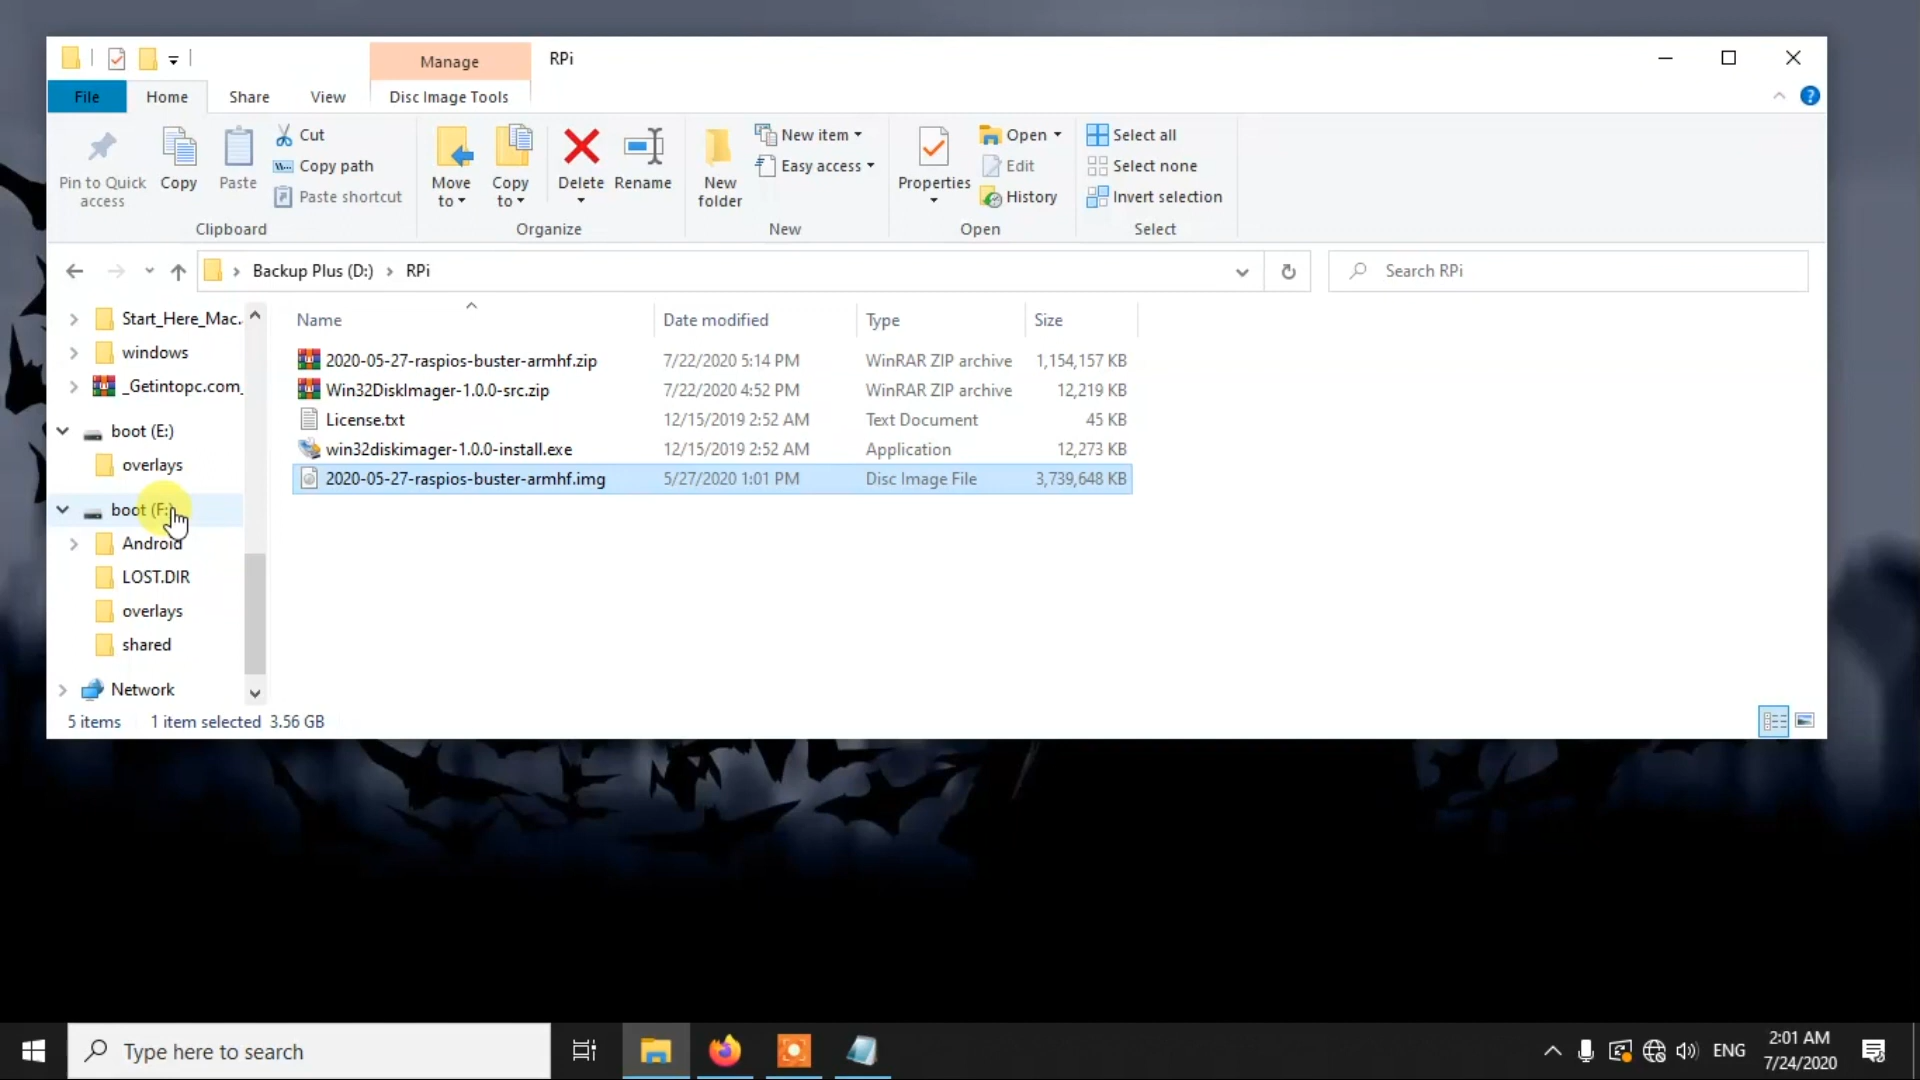 Manage
RPi
File
Home
Share
View
Disc Image Tools
Pin to Quick access
Copy
Paste
Cut
Copy path
Paste shortcut
Clipboard
Move to
Copy to
Delete
Rename
Organize
New folder
New item
Easy access
New
Properties
Open
Edit
History
Open
Select all
Select none
Invert selection
Select
Backup Plus (D:) › RPi
Search RPi
Start_Here_Mac.
windows
_Getintopc.com_
boot (E:)
overlays
boot (F:)
Android
LOST.DIR
overlays
shared
Network
Name Date modified Type Size
2020-05-27-raspios-buster-armhf.zip 7/22/2020 5:14 PM WinRAR ZIP archive 1,154,157 KB
Win32DiskImager-1.0.0-src.zip 7/22/2020 4:52 PM WinRAR ZIP archive 12,219 KB
License.txt 12/15/2019 2:52 AM Text Document 45 KB
win32diskimager-1.0.0-install.exe 12/15/2019 2:52 AM Application 12,273 KB
2020-05-27-raspios-buster-armhf.img 5/27/2020 1:01 PM Disc Image File 3,739,648 KB
5 items 1 item selected 3.56 GB
Type here to search
ENG
2:01 AM
7/24/2020